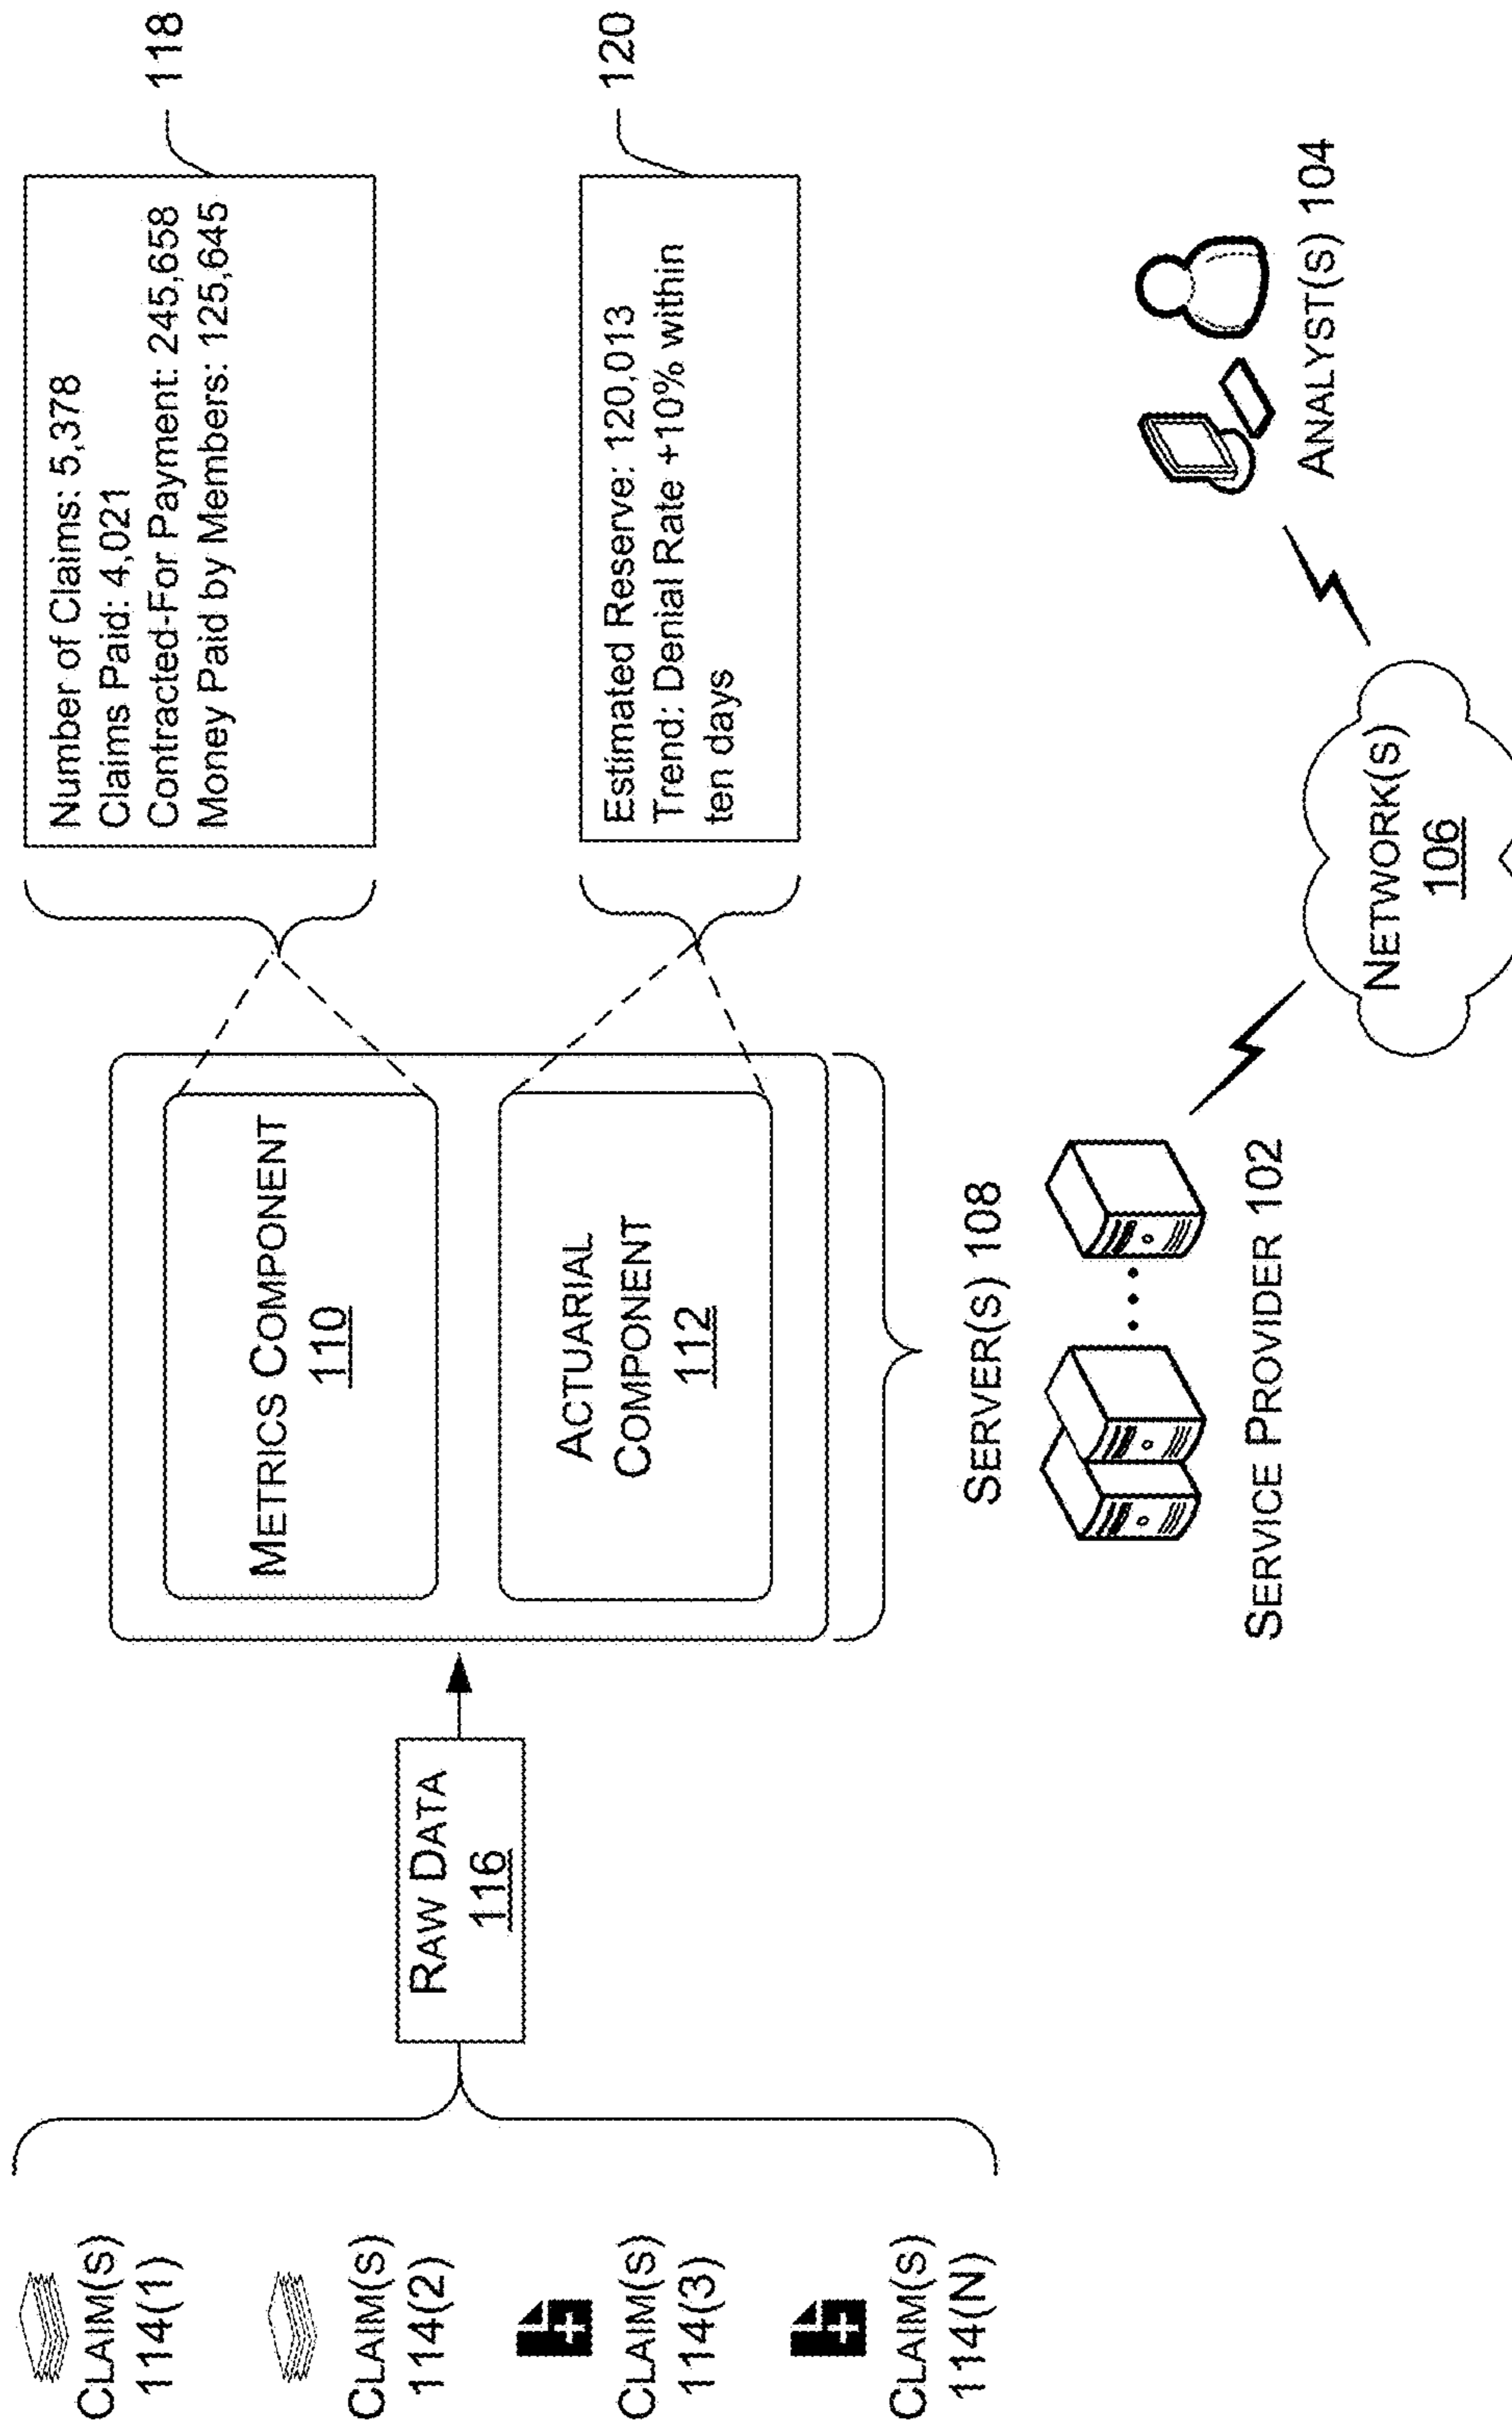 CLAIM(S)
114(1)
CLAIM(S)
114(2)
CLAIM(S)
114(3)
CLAIM(S)
114(N)
RAW DATA
116
METRICS COMPONENT
110
ACTUARIAL
COMPONENT
112
Number of Claims: 5,378
Claims Paid: 4,021
Contracted-For Payment: 245,658
Money Paid by Members: 125,645
118
Estimated Reserve: 120,013
Trend: Denial Rate +10% within
ten days
120
SERVER(S) 108
SERVICE PROVIDER 102
NETWORK(S)
106
ANALYST(S) 104